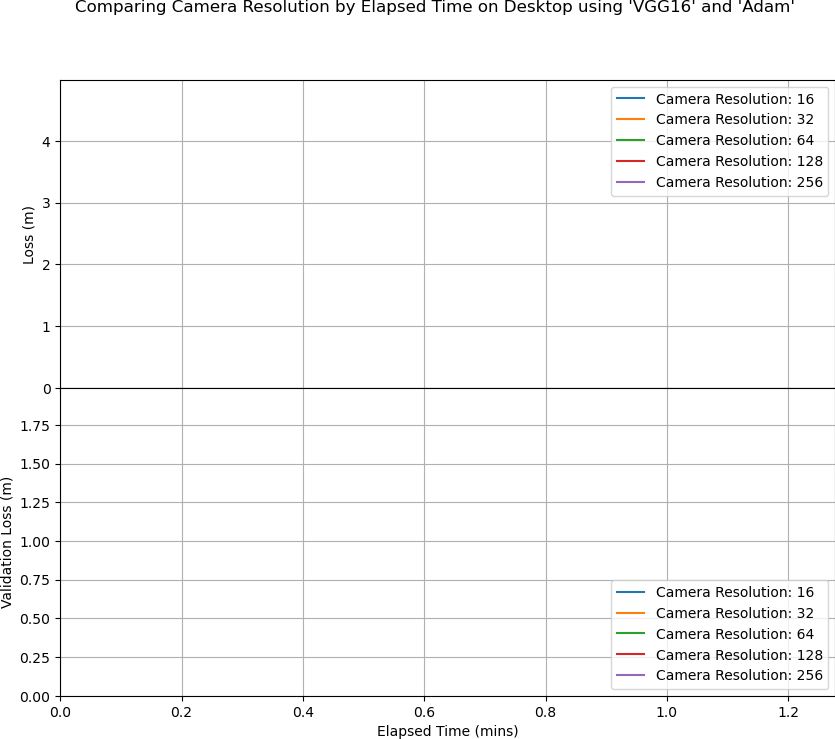 Comparing Camera Resolution by Elapsed Time on Desktop using 'VGG16' and 'Adam'
Camera Resolution: 16
Camera Resolution: 32
Camera Resolution: 64
Camera Resolution: 128
Camera Resolution: 256
4
3
2
1
0
Loss (m)
1.75
1.50
1.25
1.00
0.75
0.50
0.25
0.00
Validation Loss (m)
Camera Resolution: 16
Camera Resolution: 32
Camera Resolution: 64
Camera Resolution: 128
Camera Resolution: 256
0.0 0.2 0.4 0.6 0.8 1.0 1.2
Elapsed Time (mins)